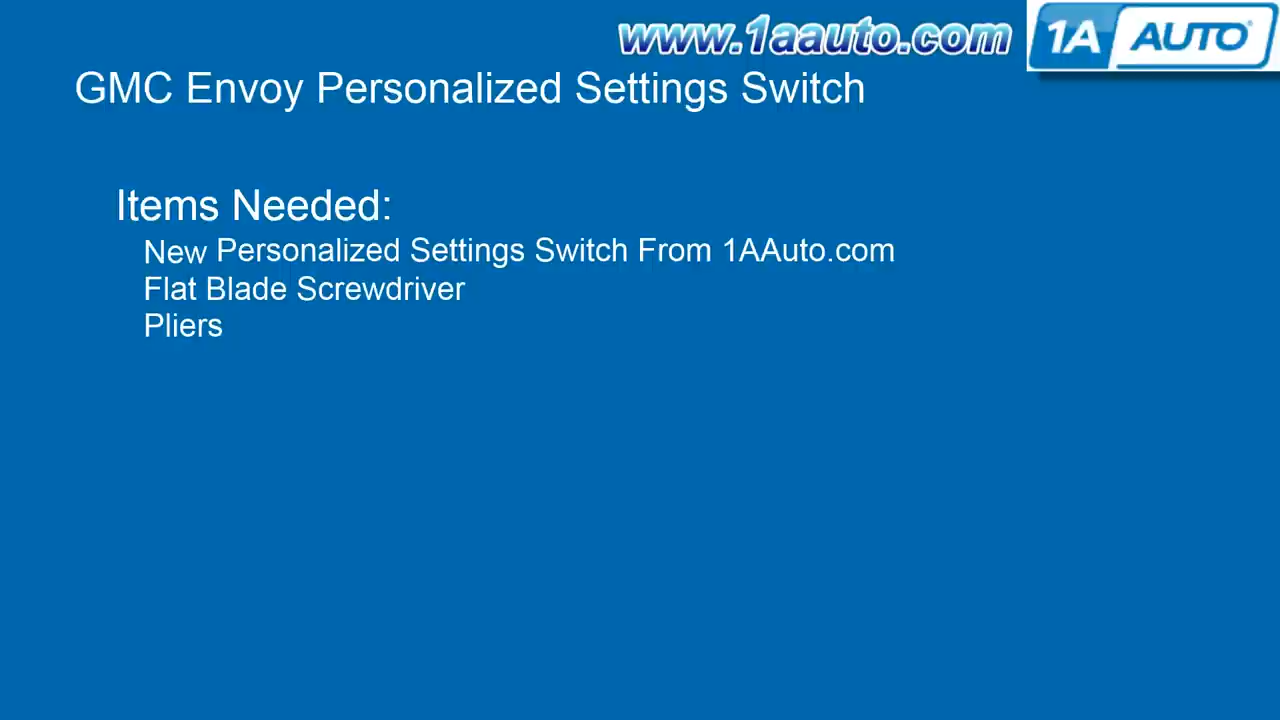 www.1aauto.com
1A AUTO®
GMC Envoy Personalized Settings Switch
Items Needed:
New Personalized Settings Switch From 1AAuto.com
Flat Blade Screwdriver
Pliers